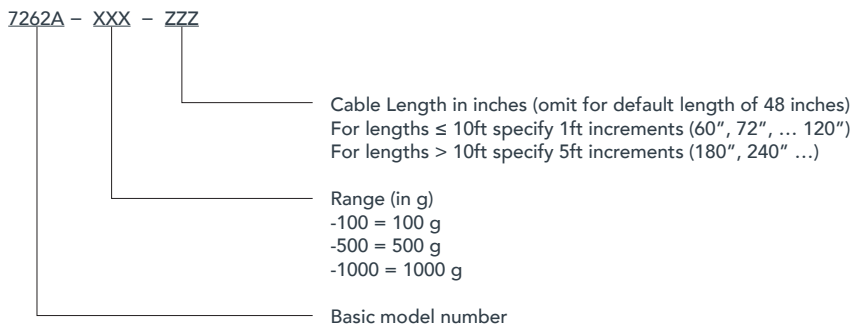 7262A – XXX – ZZZ
Cable Length in inches (omit for default length of 48 inches)
For lengths ≤ 10ft specify 1ft increments (60”, 72”, … 120”)
For lengths > 10ft specify 5ft increments (180”, 240” …)
Range (in g)
-100 = 100 g
-500 = 500 g
-1000 = 1000 g
Basic model number